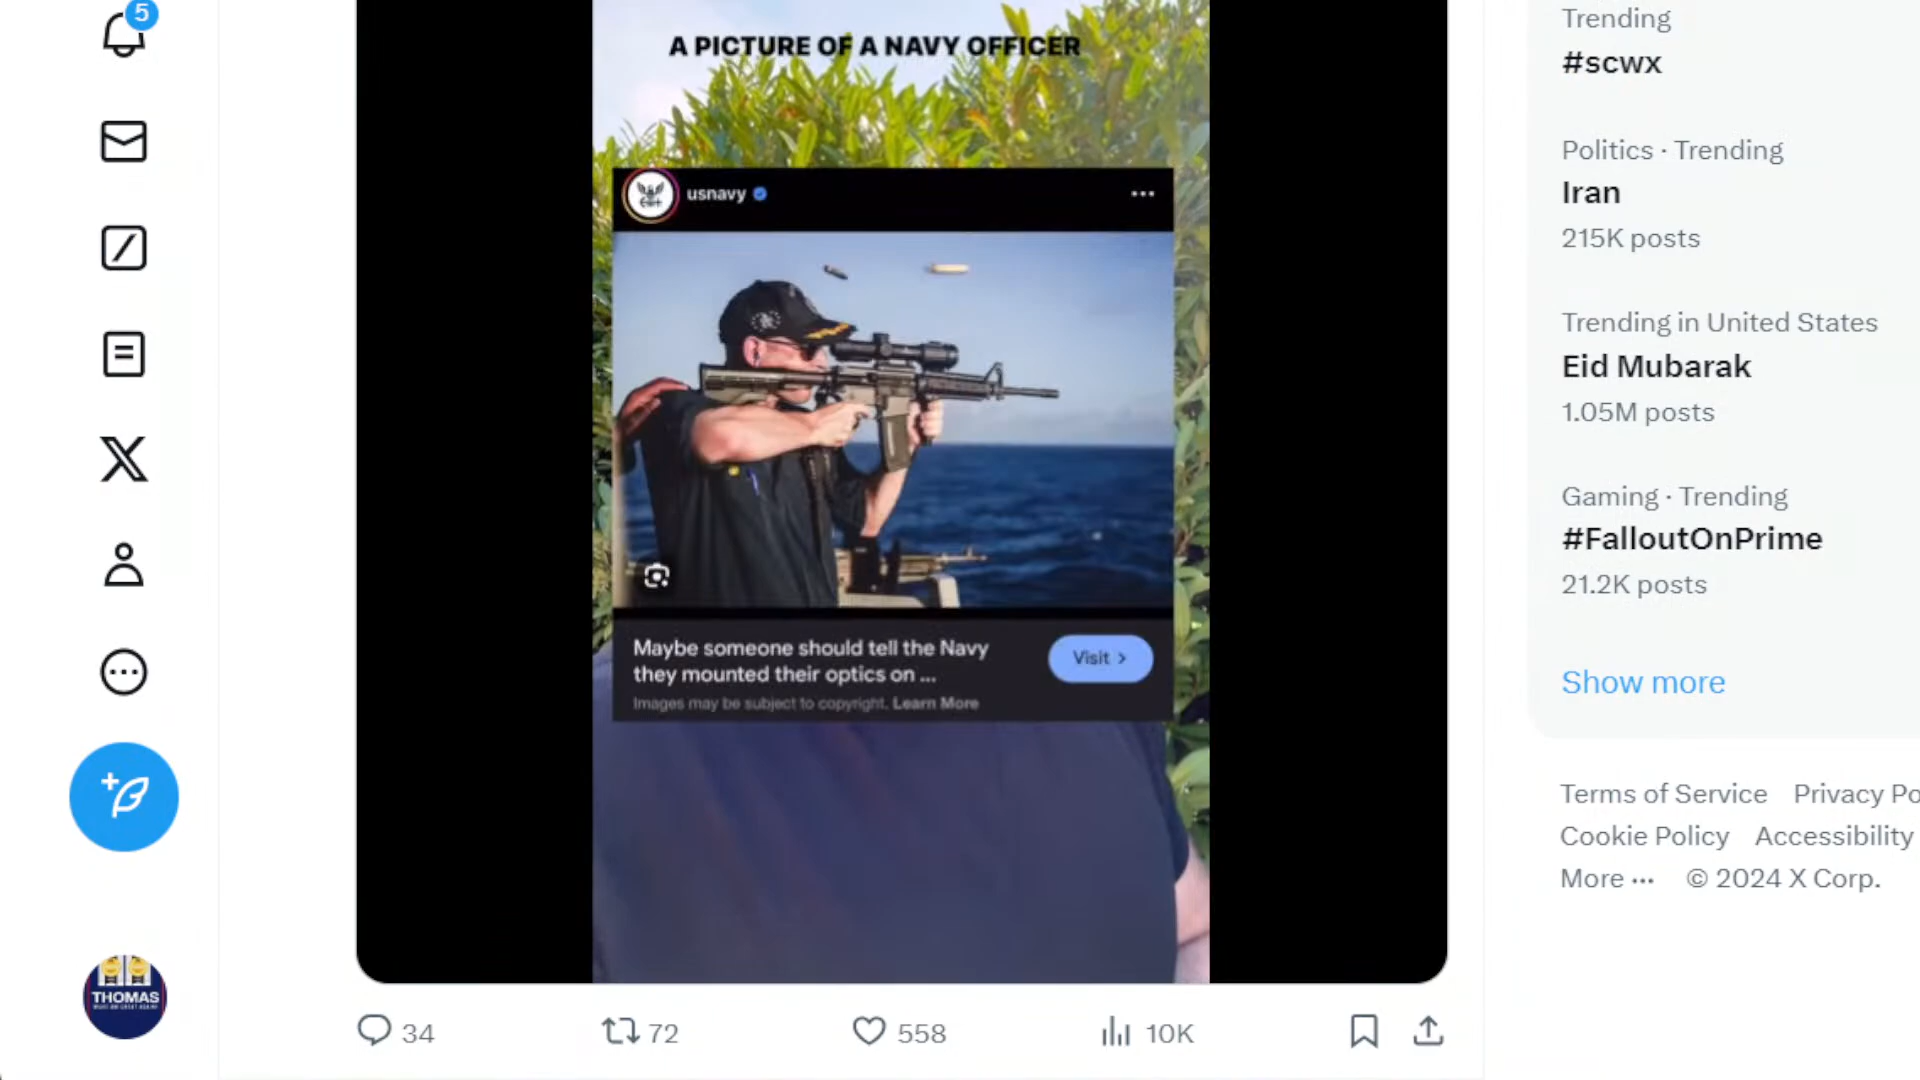 5
A PICTURE OF A NAVY OFFICER
usnavy
Maybe someone should tell the Navy
they mounted their optics on ...
Visit >
Images may be subject to copyright. Learn More
34
72
558
10K
THOMAS
Trending
#scwx
Politics · Trending
Iran
215K posts
Trending in United States
Eid Mubarak
1.05M posts
Gaming · Trending
#FalloutOnPrime
21.2K posts
Show more
Terms of Service Privacy Po
Cookie Policy Accessibility
More ··· © 2024 X Corp.